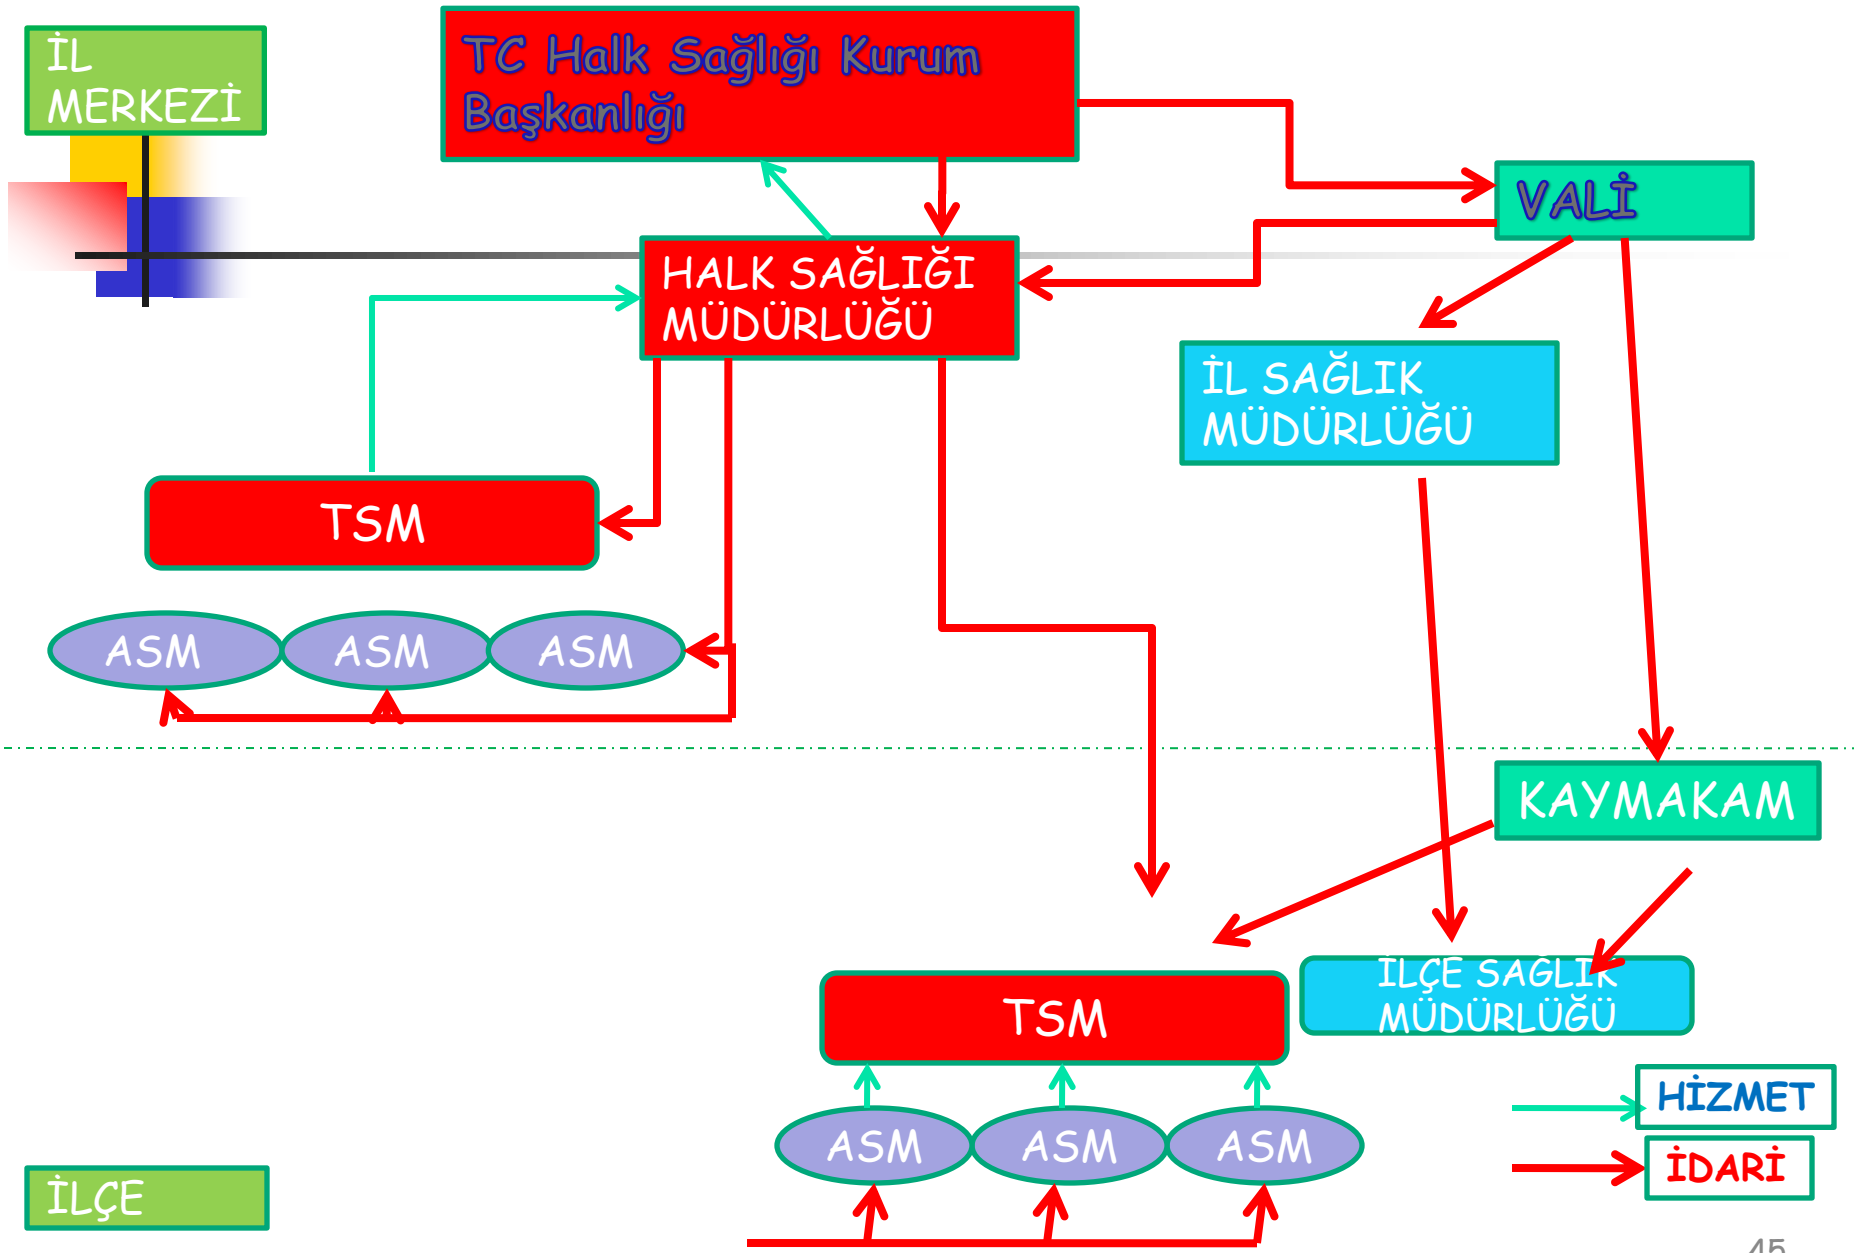 İL
MERKEZİ
TC Halk Sağlığı Kurum
Başkanlığı
VALİ
HALK SAĞLIĞI
MÜDÜRLÜĞÜ
İL SAĞLIK
MÜDÜRLÜĞÜ
TSM
ASM
ASM
ASM
KAYMAKAM
TSM
İLÇE SAĞLIK
MÜDÜRLÜĞÜ
HİZMET
ASM
ASM
ASM
İDARİ
İLÇE
45